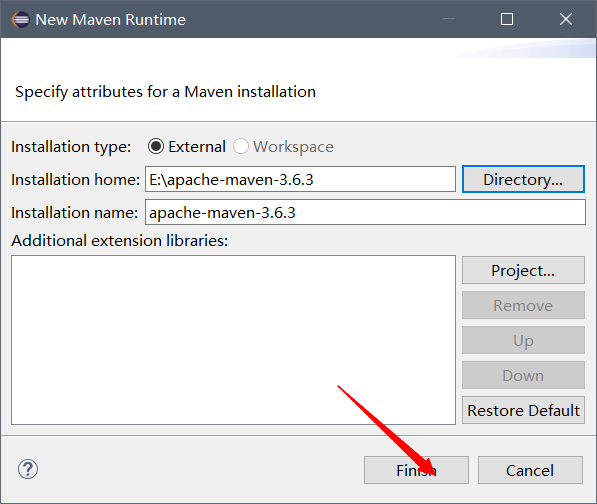 New Maven Runtime
Specify attributes for a Maven installation
Installation type: External Workspace
Installation home: E:\apache-maven-3.6.3 Directory...
Installation name: apache-maven-3.6.3
Additional extension libraries:
Project...
Remove
Up
Down
Restore Default
? Finish Cancel